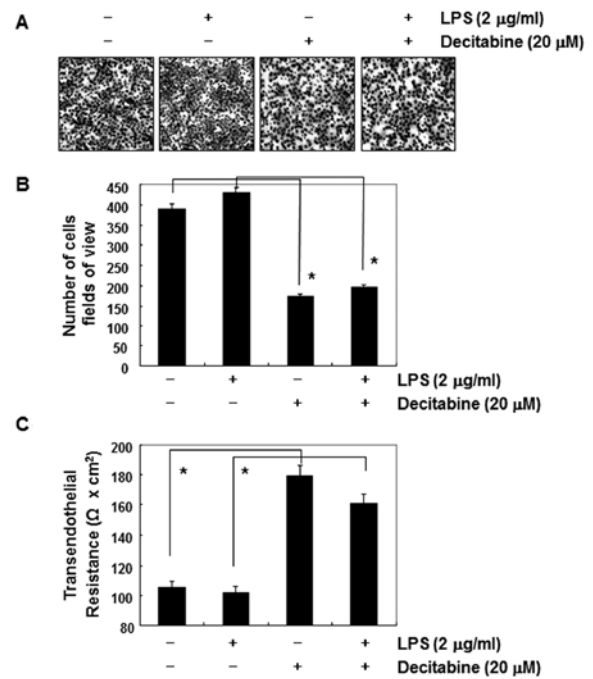 A
– + – + LPS (2 μg/ml)
– – + + Decitabine (20 μM)
B
Number of cells
fields of view
450
400
350
300
250
200
150
100
50
0
*
*
– + – + LPS (2 μg/ml)
– – + + Decitabine (20 μM)
C
Transendothelial
Resistance (Ω x cm²)
200
180
160
140
120
100
80
*
*
– + – + LPS (2 μg/ml)
– – + + Decitabine (20 μM)